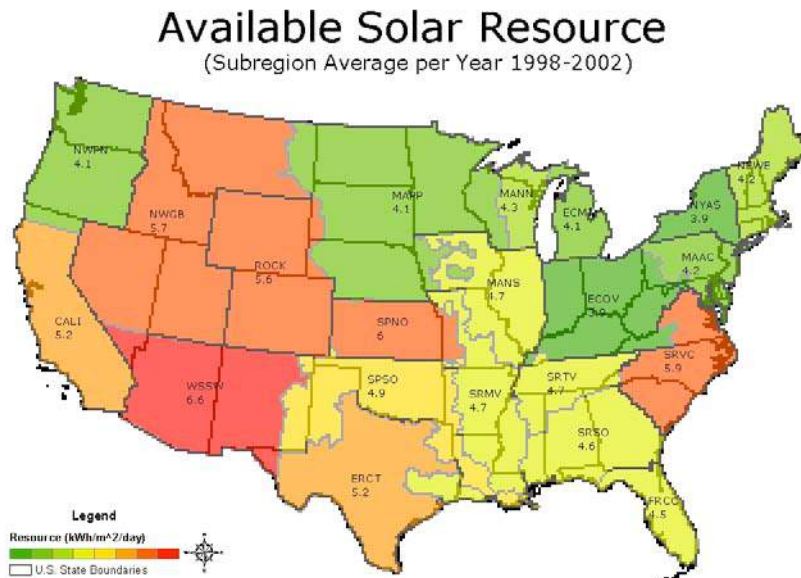 Available Solar Resource
(Subregion Average per Year 1998-2002)
NWPN
4.1
NWGB
5.7
ROCK
5.6
CALI
5.2
WSSW
6.6
MAPP
4.1
MANN
4.3
ECMI
4.1
NYAS
3.9
NEWE
4.2
MAAC
4.2
MANS
4.7
ECOV
3.9
SPNO
6
SRVC
5.9
SPSO
4.9
SRMV
4.7
SRTV
4.7
SRSO
4.6
ERCT
5.2
FRCC
4.5
Legend
Resource (kWh/m^2/day)
U.S. State Boundaries